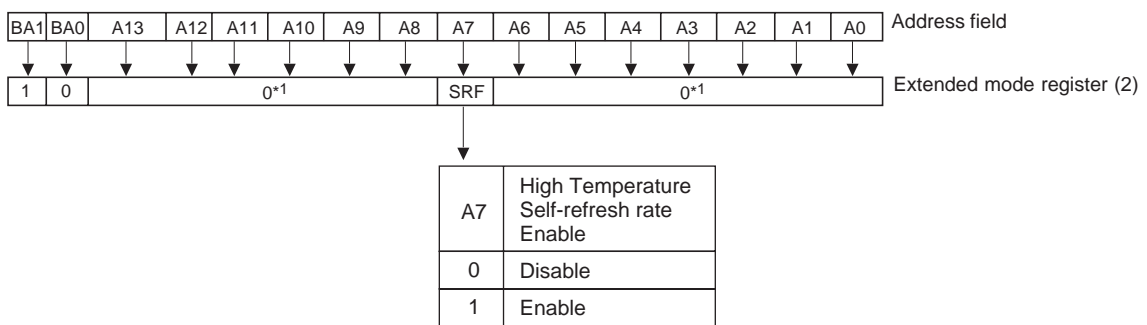 BA1 BA0 A13 A12 A11 A10 A9 A8 A7 A6 A5 A4 A3 A2 A1 A0 Address field
1 0 0*1 SRF 0*1 Extended mode register (2)
A7 High Temperature
Self-refresh rate
Enable
0 Disable
1 Enable